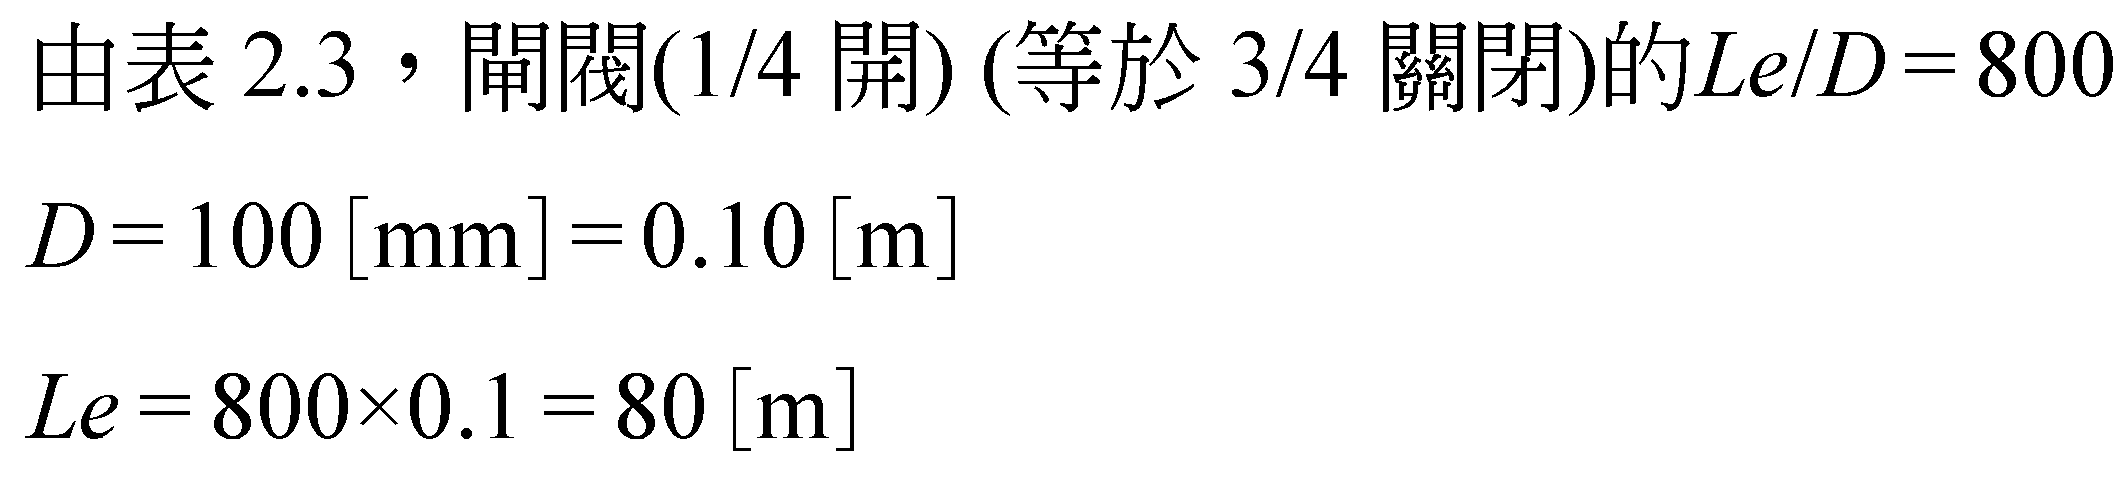 由表 2.3，閘閥(1/4 開) (等於 3/4 關閉)的Le/D = 800
D = 100 [mm] = 0.10 [m]
Le = 800×0.1 = 80 [m]